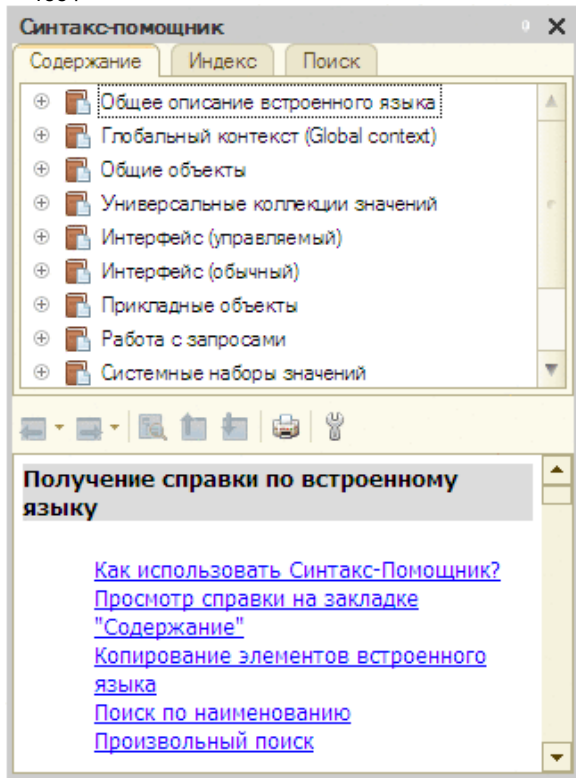 Синтакс-помощник
Содержание Индекс Поиск
Общее описание встроенного языка
Глобальный контекст (Global context)
Общие объекты
Универсальные коллекции значений
Интерфейс (управляемый)
Интерфейс (обычный)
Прикладные объекты
Работа с запросами
Системные наборы значений
Получение справки по встроенному
языку
Как использовать Синтакс-Помощник?
Просмотр справки на закладке
"Содержание"
Копирование элементов встроенного
языка
Поиск по наименованию
Произвольный поиск